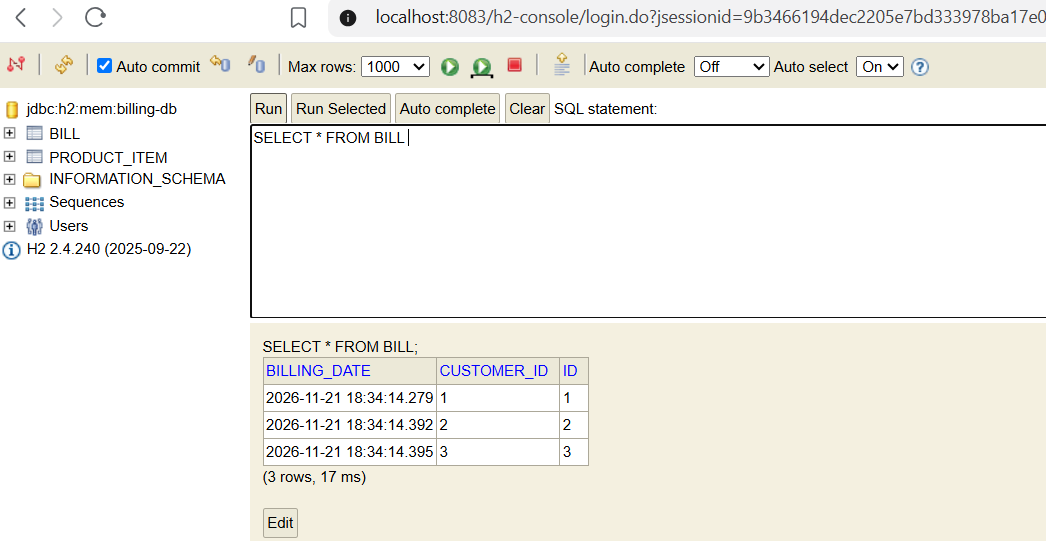 localhost:8083/h2-console/login.do?jsessionid=9b3466194dec2205e7bd333978ba17e0
Auto commit Max rows: 1000 Auto complete Off Auto select On
jdbc:h2:mem:billing-db
BILL
PRODUCT_ITEM
INFORMATION_SCHEMA
Sequences
Users
H2 2.4.240 (2025-09-22)
Run Run Selected Auto complete Clear SQL statement:
SELECT * FROM BILL
SELECT * FROM BILL;
BILLING_DATE CUSTOMER_ID ID
2026-11-21 18:34:14.279 1 1
2026-11-21 18:34:14.392 2 2
2026-11-21 18:34:14.395 3 3
(3 rows, 17 ms)
Edit